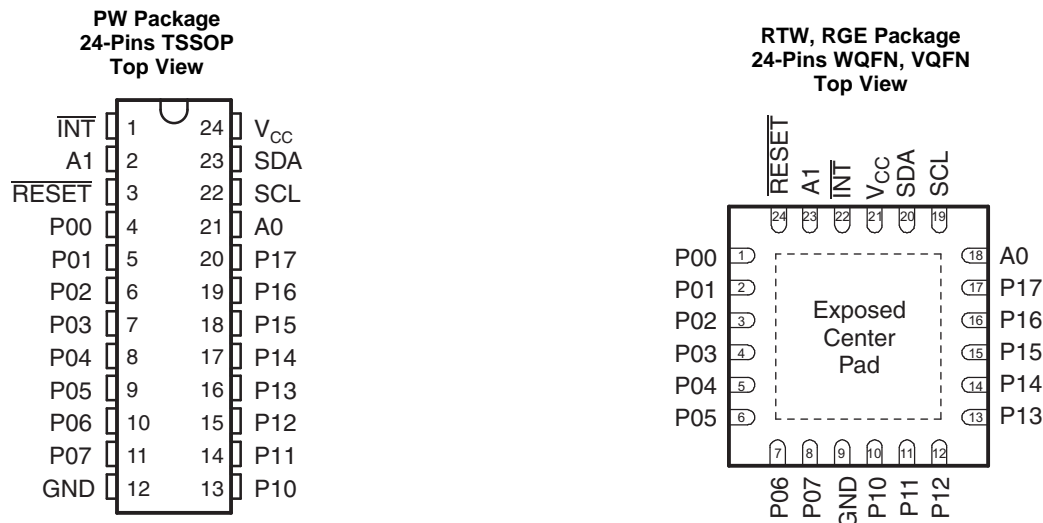 PW Package
24-Pins TSSOP
Top View
INT 1 24 VCC
A1 2 23 SDA
RESET 3 22 SCL
P00 4 21 A0
P01 5 20 P17
P02 6 19 P16
P03 7 18 P15
P04 8 17 P14
P05 9 16 P13
P06 10 15 P12
P07 11 14 P11
GND 12 13 P10
RTW, RGE Package
24-Pins WQFN, VQFN
Top View
RESET A1 INT VCC SDA SCL
24 23 22 21 20 19
P00 1 18 A0
P01 2 17 P17
P02 3 16 P16
P03 4 15 P15
P04 5 14 P14
P05 6 13 P13
Exposed
Center
Pad
7 8 9 10 11 12
P06 P07 GND P10 P11 P12